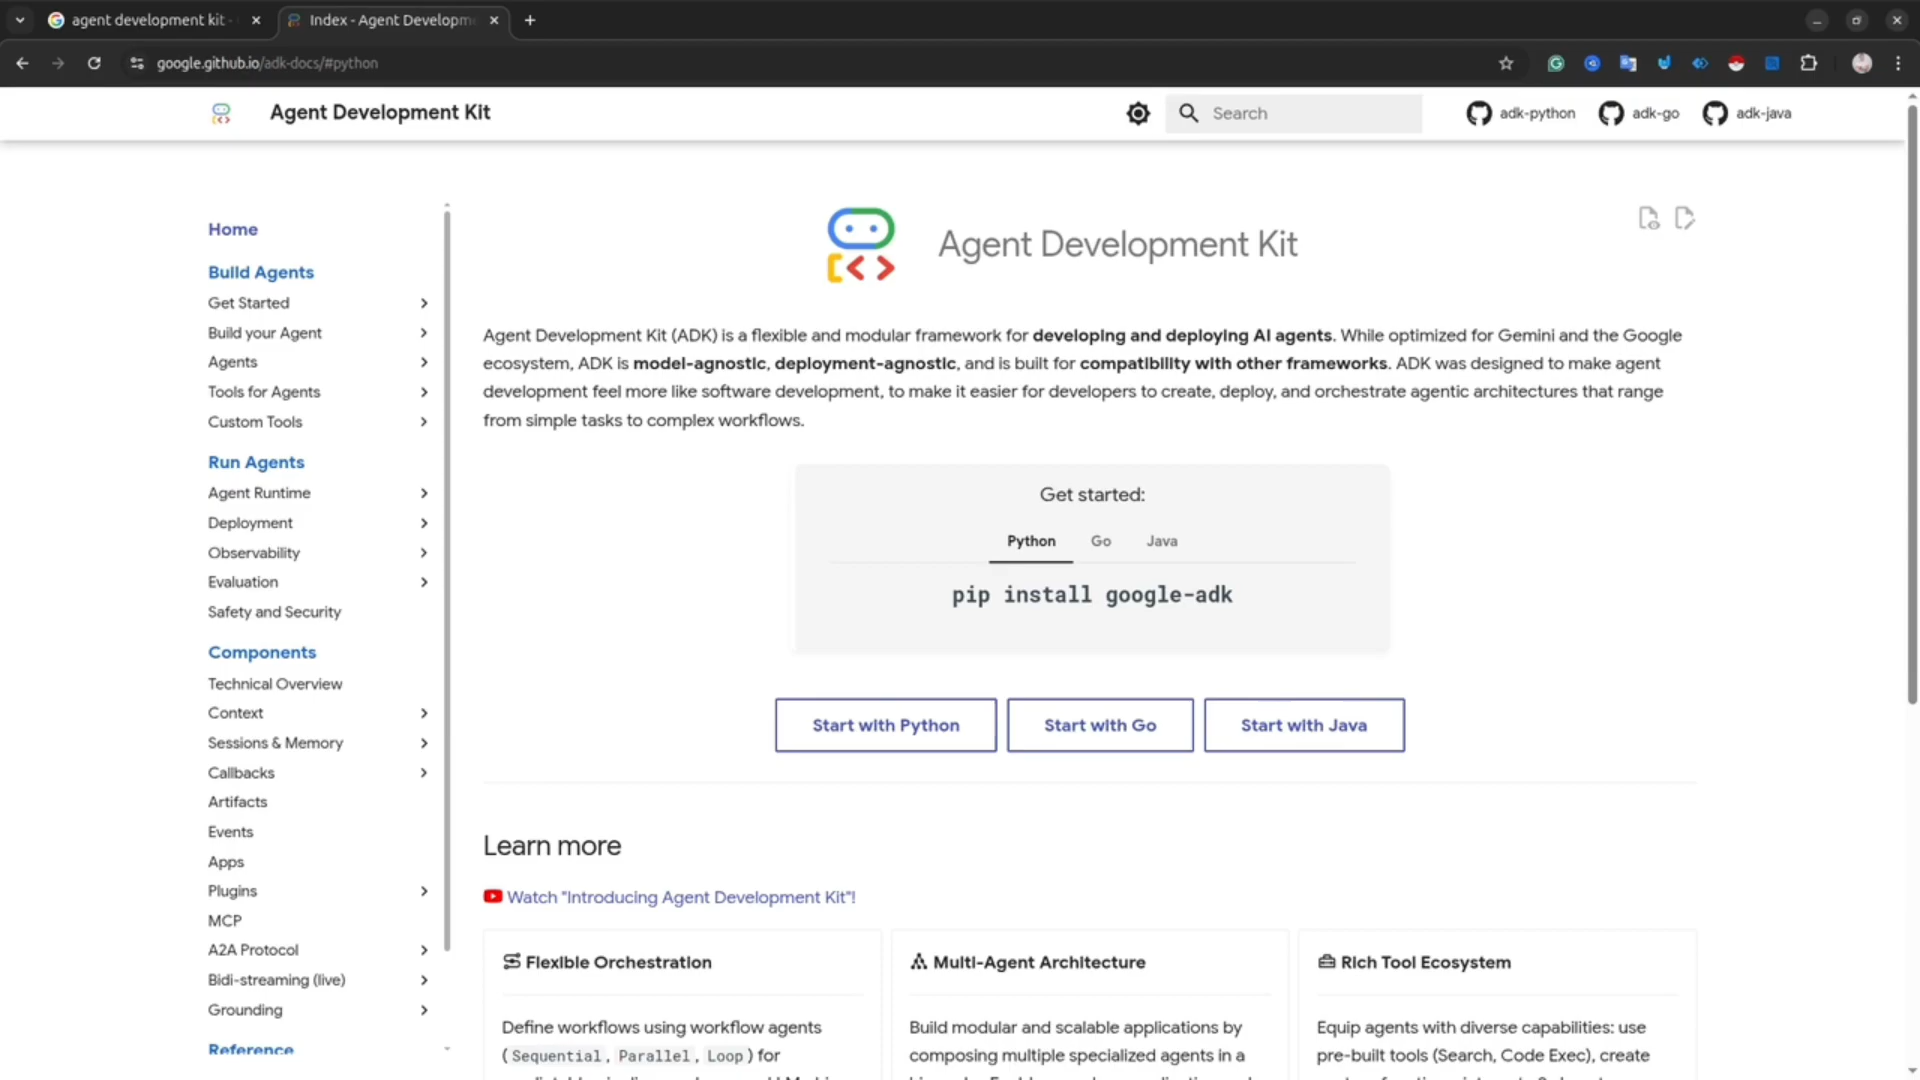 agent development kit -
Index - Agent Developme
google.github.io/adk-docs/#python
Agent Development Kit
Search
adk-python
adk-go
adk-java
Home
Build Agents
Get Started
Build your Agent
Agents
Tools for Agents
Custom Tools
Run Agents
Agent Runtime
Deployment
Observability
Evaluation
Safety and Security
Components
Technical Overview
Context
Sessions & Memory
Callbacks
Artifacts
Events
Apps
Plugins
MCP
A2A Protocol
Bidi-streaming (live)
Grounding
Reference
Agent Development Kit
Agent Development Kit (ADK) is a flexible and modular framework for developing and deploying AI agents. While optimized for Gemini and the Google
ecosystem, ADK is model-agnostic, deployment-agnostic, and is built for compatibility with other frameworks. ADK was designed to make agent
development feel more like software development, to make it easier for developers to create, deploy, and orchestrate agentic architectures that range
from simple tasks to complex workflows.
Get started:
Python Go Java
pip install google-adk
Start with Python
Start with Go
Start with Java
Learn more
Watch "Introducing Agent Development Kit"!
Flexible Orchestration
Define workflows using workflow agents
(Sequential, Parallel, Loop) for
Multi-Agent Architecture
Build modular and scalable applications by
composing multiple specialized agents in a
Rich Tool Ecosystem
Equip agents with diverse capabilities: use
pre-built tools (Search, Code Exec), create